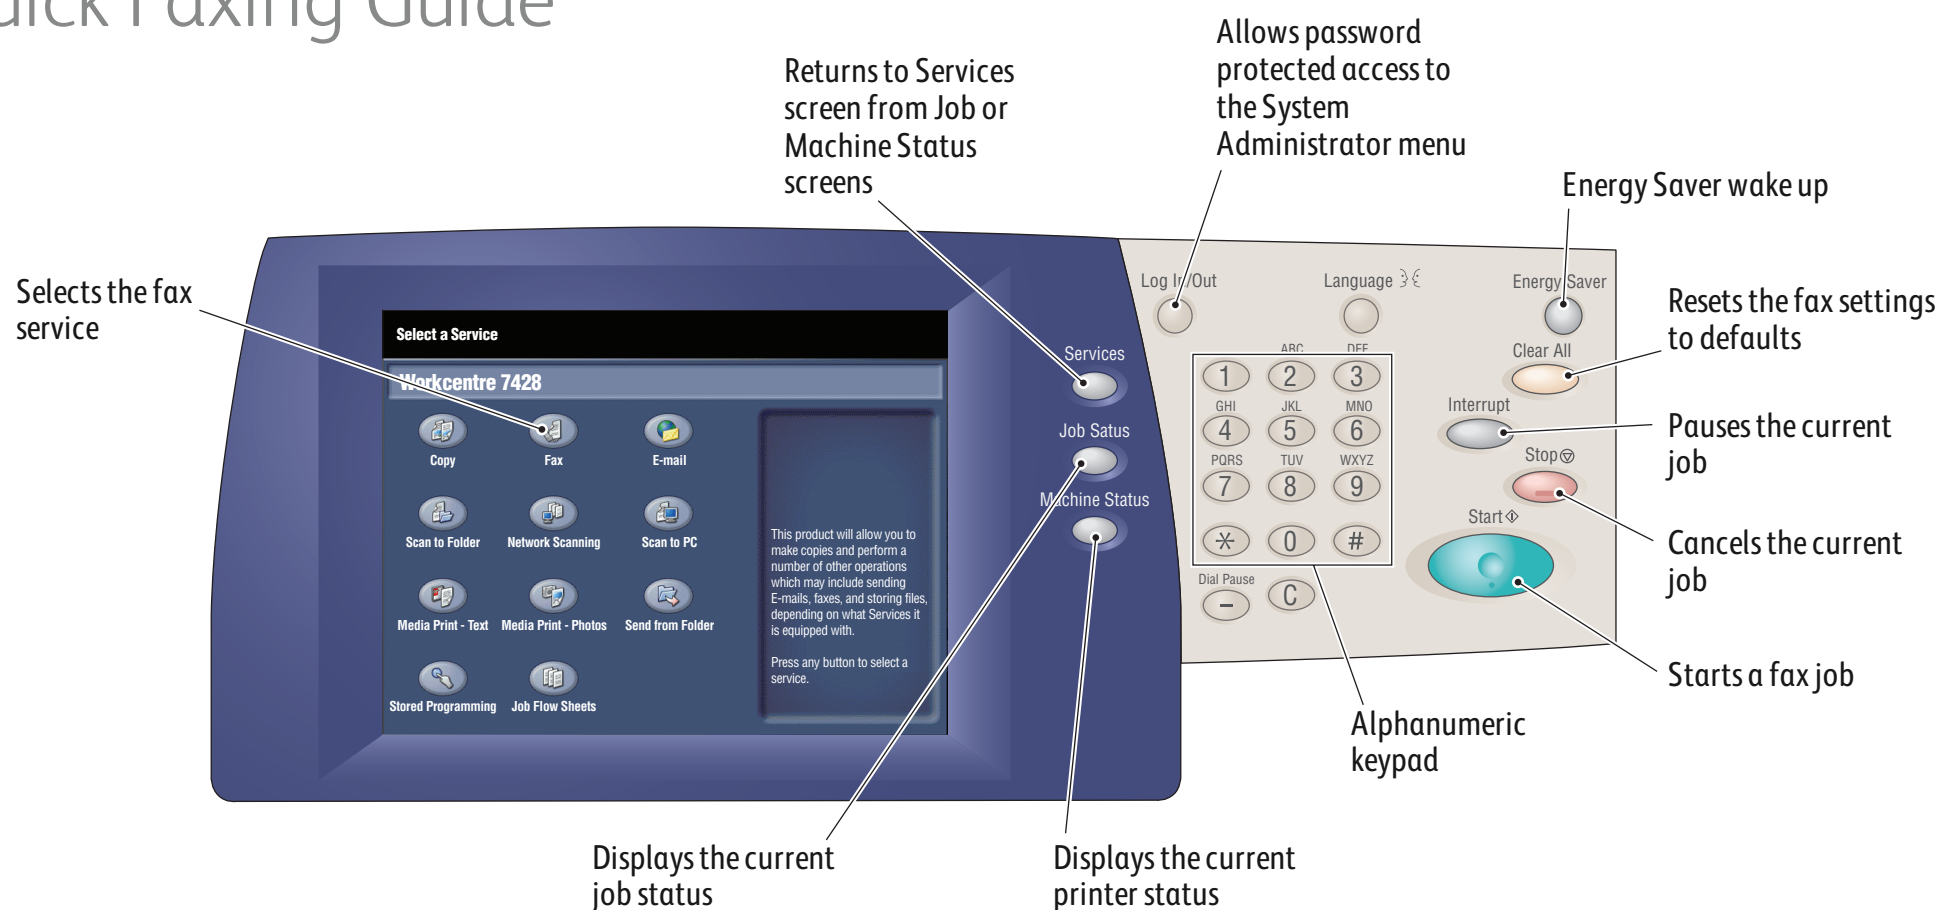 uick Faxing Guide
Allows password
protected access to
the System
Administrator menu
Returns to Services
screen from Job or
Machine Status
screens
Energy Saver wake up
Selects the fax
service
Resets the fax settings
to defaults
Pauses the current
job
Cancels the current
job
Starts a fax job
Alphanumeric
keypad
Displays the current
job status
Displays the current
printer status
Select a Service
Workcentre 7428
Copy
Fax
E-mail
Scan to Folder
Network Scanning
Scan to PC
Media Print - Text
Media Print - Photos
Send from Folder
Stored Programming
Job Flow Sheets
This product will allow you to
make copies and perform a
number of other operations
which may include sending
E-mails, faxes, and storing files,
depending on what Services it
is equipped with.
Press any button to select a
service.
Services
Job Satus
Machine Status
Log In/Out
Language
Energy Saver
Clear All
Interrupt
Stop
Start
ABC DEF
1 2 3
GHI JKL MNO
4 5 6
PQRS TUV WXYZ
7 8 9
* 0 #
Dial Pause
- C